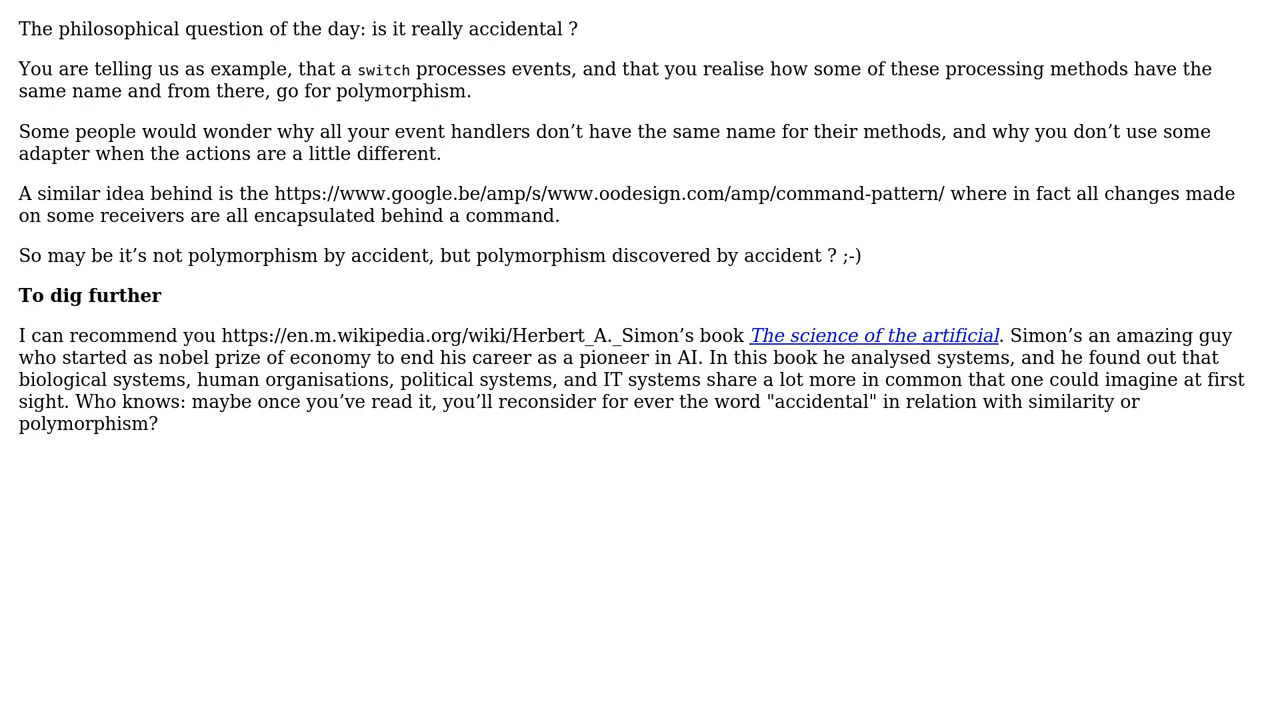 The philosophical question of the day: is it really accidental ?
You are telling us as example, that a switch processes events, and that you realise how some of these processing methods have the
same name and from there, go for polymorphism.
Some people would wonder why all your event handlers don’t have the same name for their methods, and why you don’t use some
adapter when the actions are a little different.
A similar idea behind is the https://www.google.be/amp/s/www.oodesign.com/amp/command-pattern/ where in fact all changes made
on some receivers are all encapsulated behind a command.
So may be it’s not polymorphism by accident, but polymorphism discovered by accident ? ;-)
To dig further
I can recommend you https://en.m.wikipedia.org/wiki/Herbert_A._Simon’s book The science of the artificial. Simon’s an amazing guy
who started as nobel prize of economy to end his career as a pioneer in AI. In this book he analysed systems, and he found out that
biological systems, human organisations, political systems, and IT systems share a lot more in common that one could imagine at first
sight. Who knows: maybe once you’ve read it, you’ll reconsider for ever the word "accidental" in relation with similarity or
polymorphism?